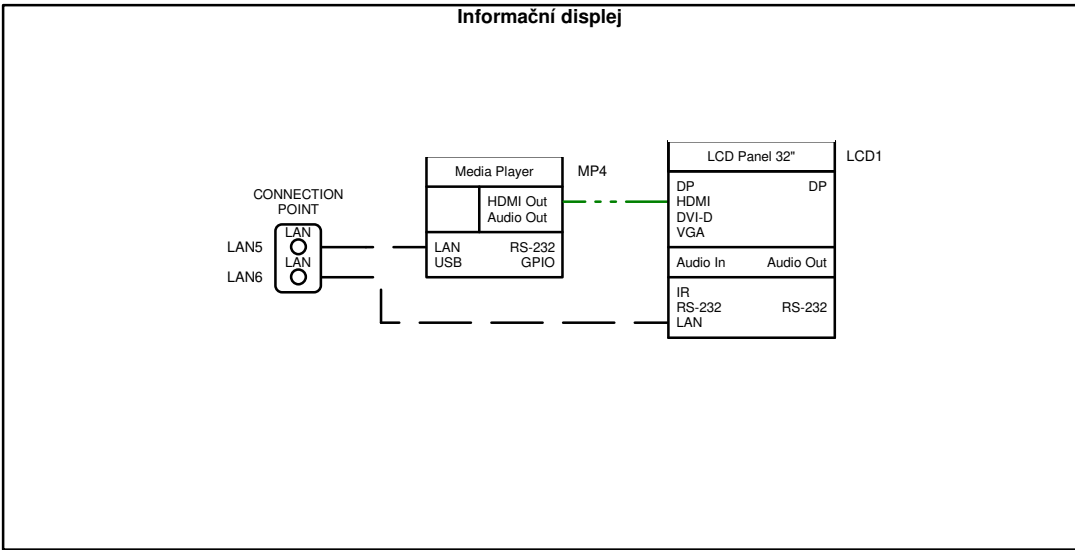 Informační displej
CONNECTION
POINT
LAN5
LAN
LAN6
LAN
Media Player
MP4
HDMI Out
Audio Out
LAN RS-232
USB GPIO
LCD Panel 32"
LCD1
DP DP
HDMI
DVI-D
VGA
Audio In Audio Out
IR
RS-232 RS-232
LAN